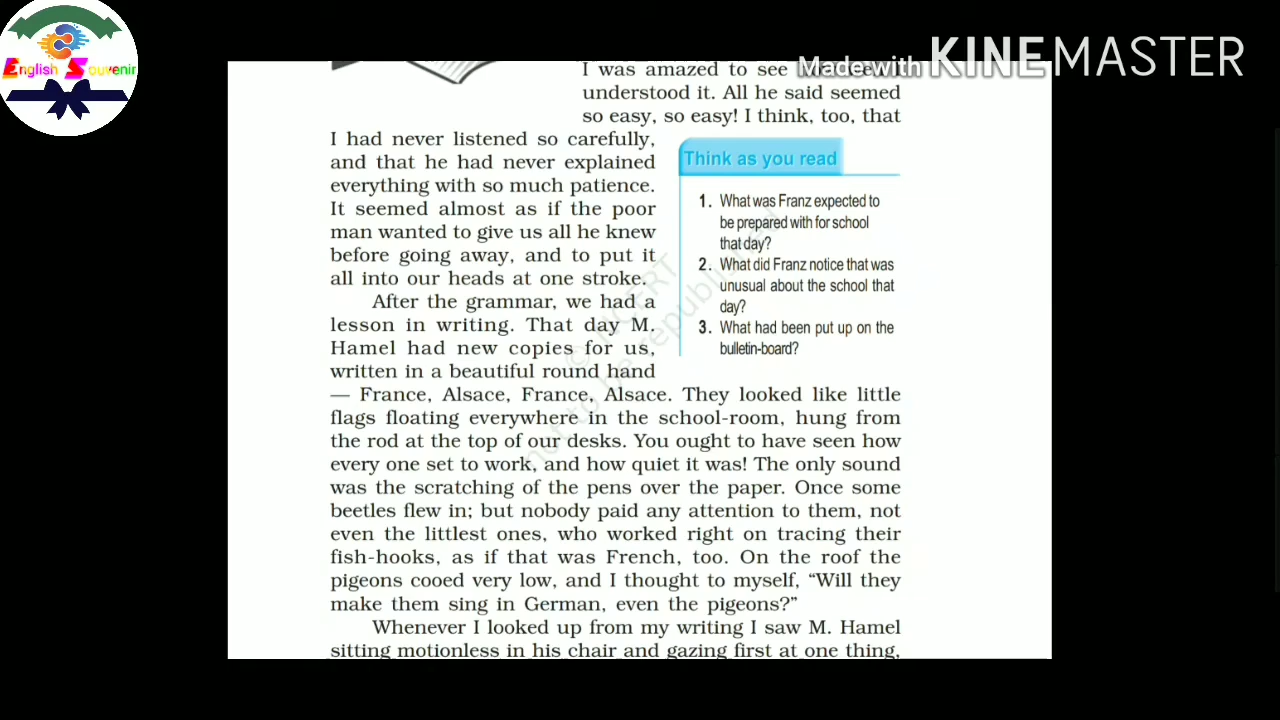 English Souvenir
Made with KINEMASTER
I was amazed to see
understood it. All he said seemed
so easy, so easy! I think, too, that
I had never listened so carefully,
and that he had never explained
everything with so much patience.
It seemed almost as if the poor
man wanted to give us all he knew
before going away, and to put it
all into our heads at one stroke.
After the grammar, we had a
lesson in writing. That day M.
Hamel had new copies for us,
written in a beautiful round hand
Think as you read
1. What was Franz expected to
be prepared with for school
that day?
2. What did Franz notice that was
unusual about the school that
day?
3. What had been put up on the
bulletin-board?
— France, Alsace, France, Alsace. They looked like little
flags floating everywhere in the school-room, hung from
the rod at the top of our desks. You ought to have seen how
every one set to work, and how quiet it was! The only sound
was the scratching of the pens over the paper. Once some
beetles flew in; but nobody paid any attention to them, not
even the littlest ones, who worked right on tracing their
fish-hooks, as if that was French, too. On the roof the
pigeons cooed very low, and I thought to myself, “Will they
make them sing in German, even the pigeons?”
Whenever I looked up from my writing I saw M. Hamel
sitting motionless in his chair and gazing first at one thing,
© NCERT
not to be republished